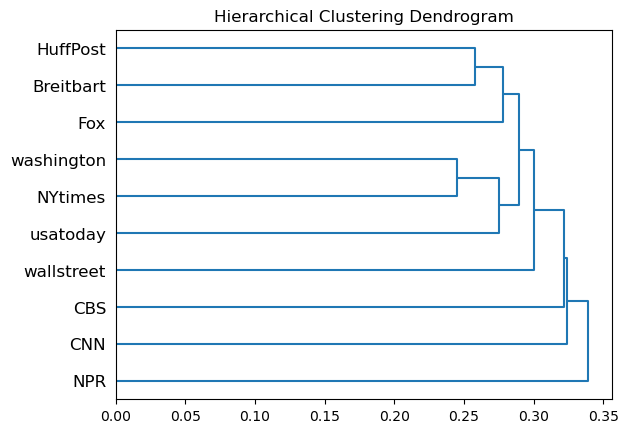 Hierarchical Clustering Dendrogram
HuffPost
Breitbart
Fox
washington
NYtimes
usatoday
wallstreet
CBS
CNN
NPR
0.00 0.05 0.10 0.15 0.20 0.25 0.30 0.35